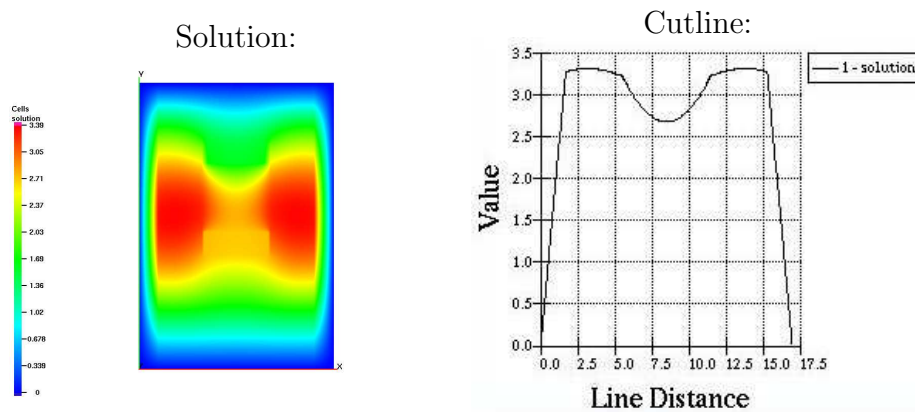 Solution:
Cutline:
Y
Cells
solution
3.39
3.05
2.71
2.37
2.03
1.69
1.36
1.02
0.678
0.339
0
X
3.5
3.0
2.5
2.0
1.5
1.0
0.5
0.0
Value
0.0 2.5 5.0 7.5 10.0 12.5 15.0 17.5
Line Distance
1 - solution